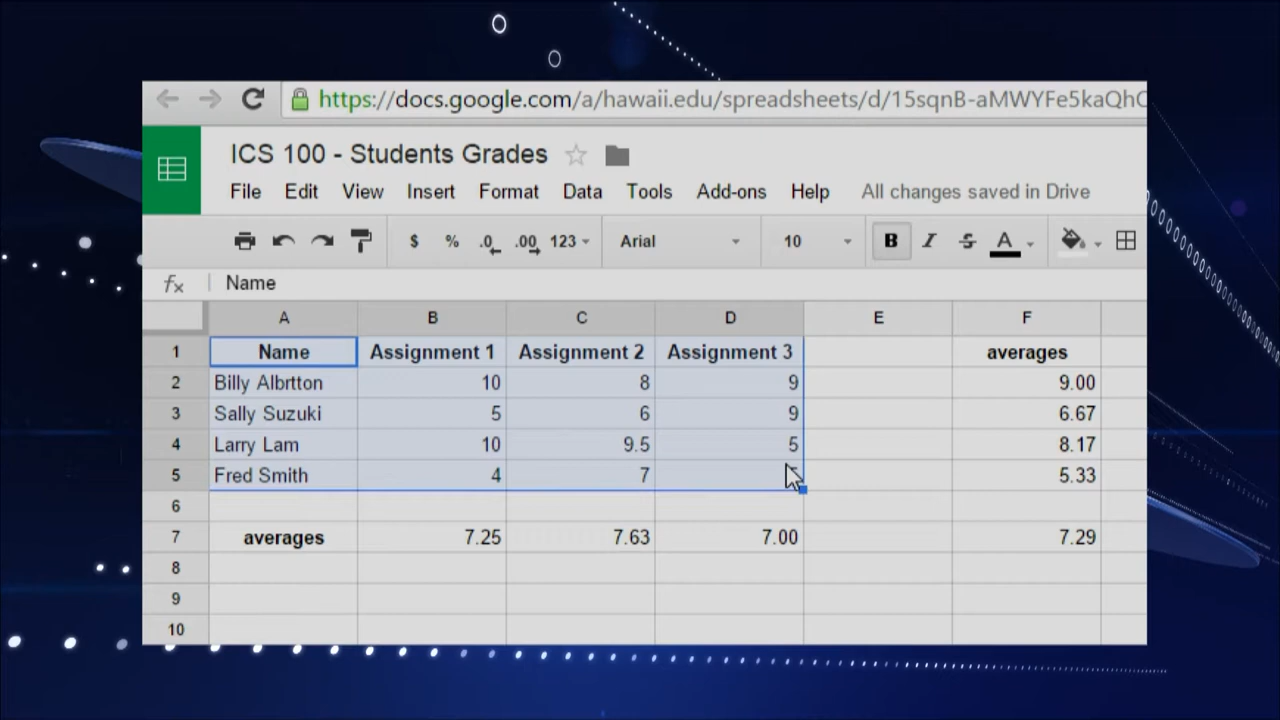 https://docs.google.com/a/hawaii.edu/spreadsheets/d/15sqnB-aMWYFe5kaQhC
ICS 100 - Students Grades
File Edit View Insert Format Data Tools Add-ons Help All changes saved in Drive
$ % .0 .00 123 Arial 10 B I S A
fx Name
A B C D E F
1 Name Assignment 1 Assignment 2 Assignment 3 averages
2 Billy Albrtton 10 8 9 9.00
3 Sally Suzuki 5 6 9 6.67
4 Larry Lam 10 9.5 5 8.17
5 Fred Smith 4 7 5.33
6
7 averages 7.25 7.63 7.00 7.29
8
9
10